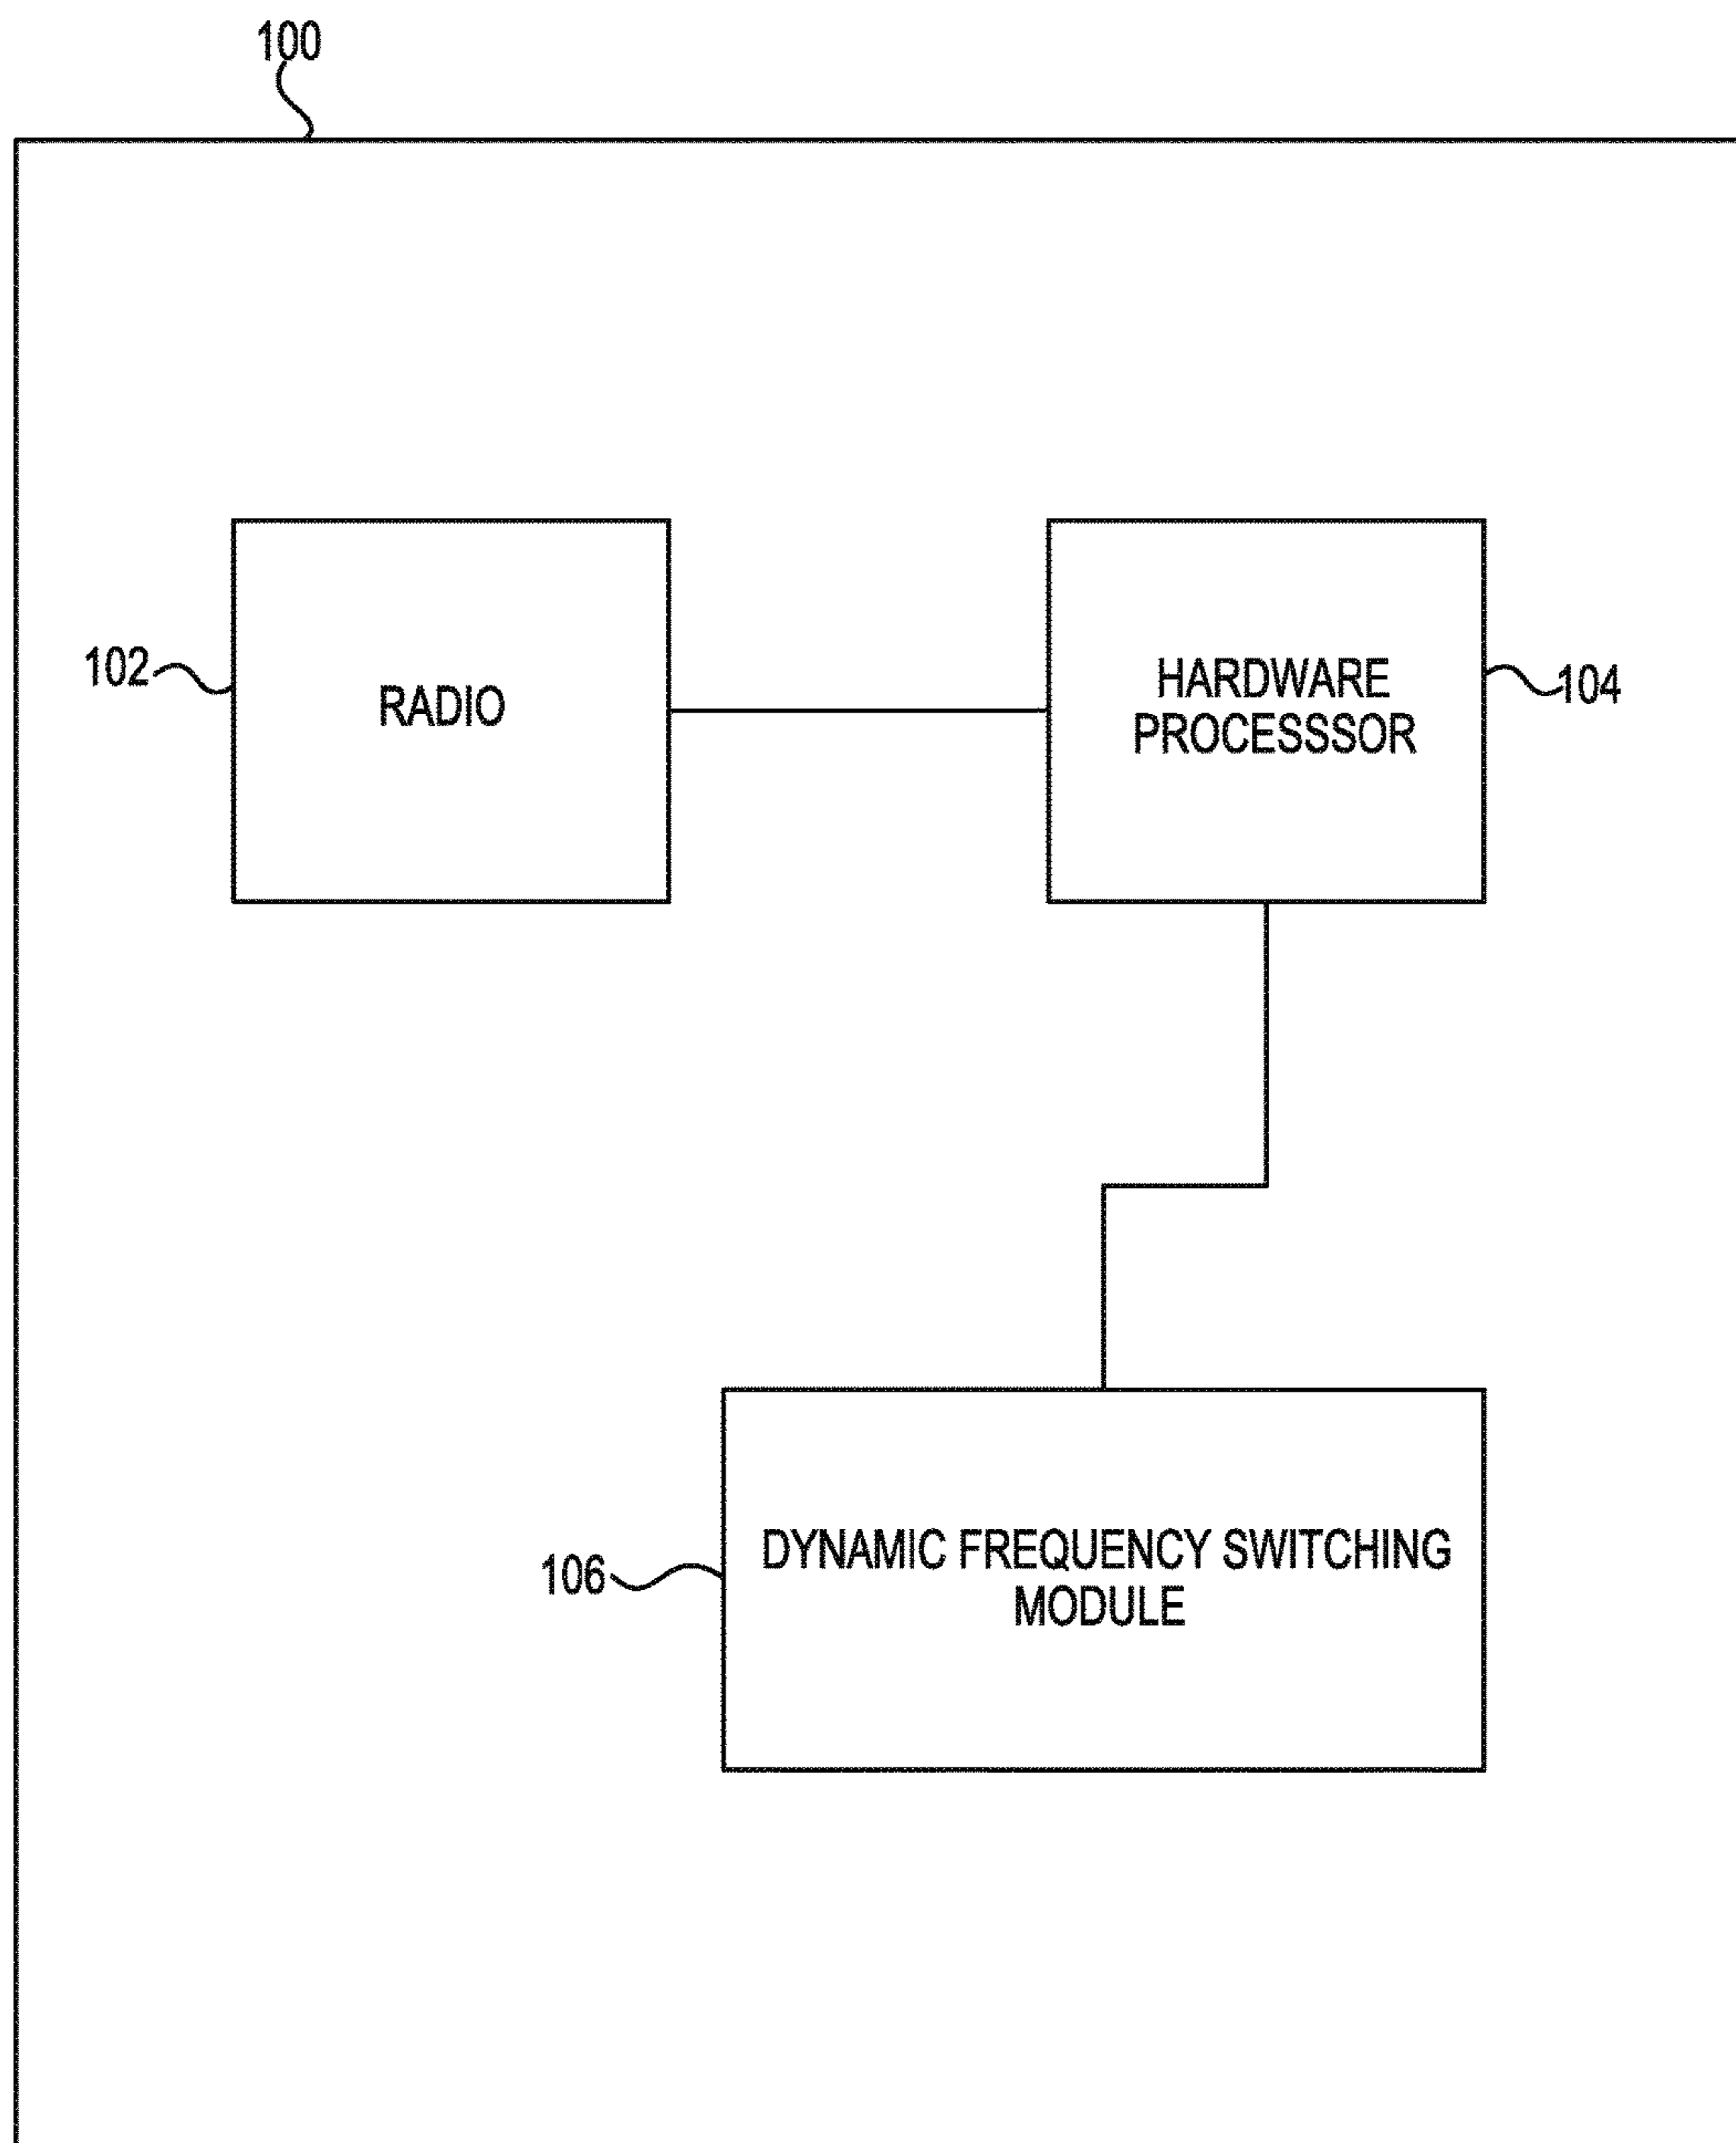 100
102
RADIO
HARDWARE
PROCESSSOR
104
106
DYNAMIC FREQUENCY SWITCHING
MODULE